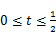 0 ≤ t ≤ 1/2